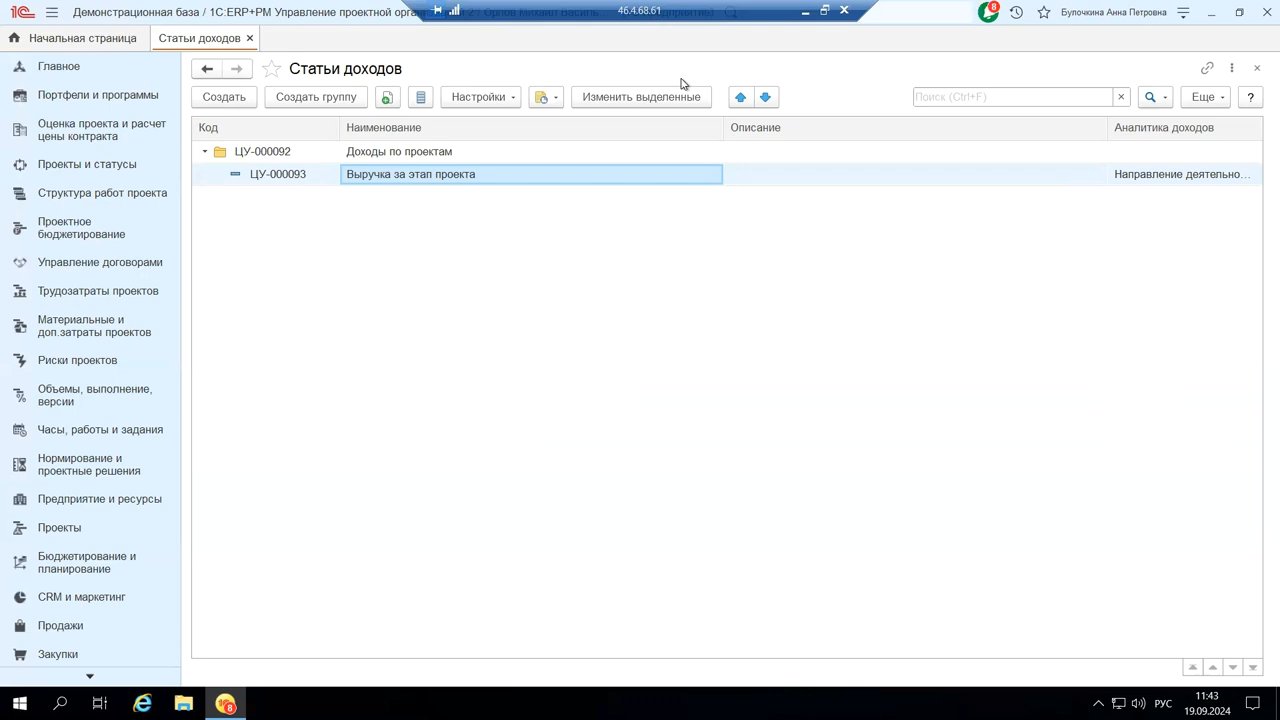 Демонстрационная база / 1С:ERP+PM Управление проектной орган
46.4.68.61
8
Булочкина Анна Петровна
Начальная страница
Статьи доходов ×
Главное
Портфели и программы
Оценка проекта и расчет
цены контракта
Проекты и статусы
Структура работ проекта
Проектное
бюджетирование
Управление договорами
Трудозатраты проектов
Материальные и
доп.затраты проектов
Риски проектов
Объемы, выполнение,
версии
Часы, работы и задания
Нормирование и
проектные решения
Предприятие и ресурсы
Проекты
Бюджетирование и
планирование
CRM и маркетинг
Продажи
Закупки
Статьи доходов
Создать
Создать группу
Настройки
Изменить выделенные
Поиск (Ctrl+F)
×
Еще
?
Код
Наименование
Описание
Аналитика доходов
ЦУ-000092
Доходы по проектам
ЦУ-000093
Выручка за этап проекта
Направление деятельно...
8
РУС
11:43
19.09.2024